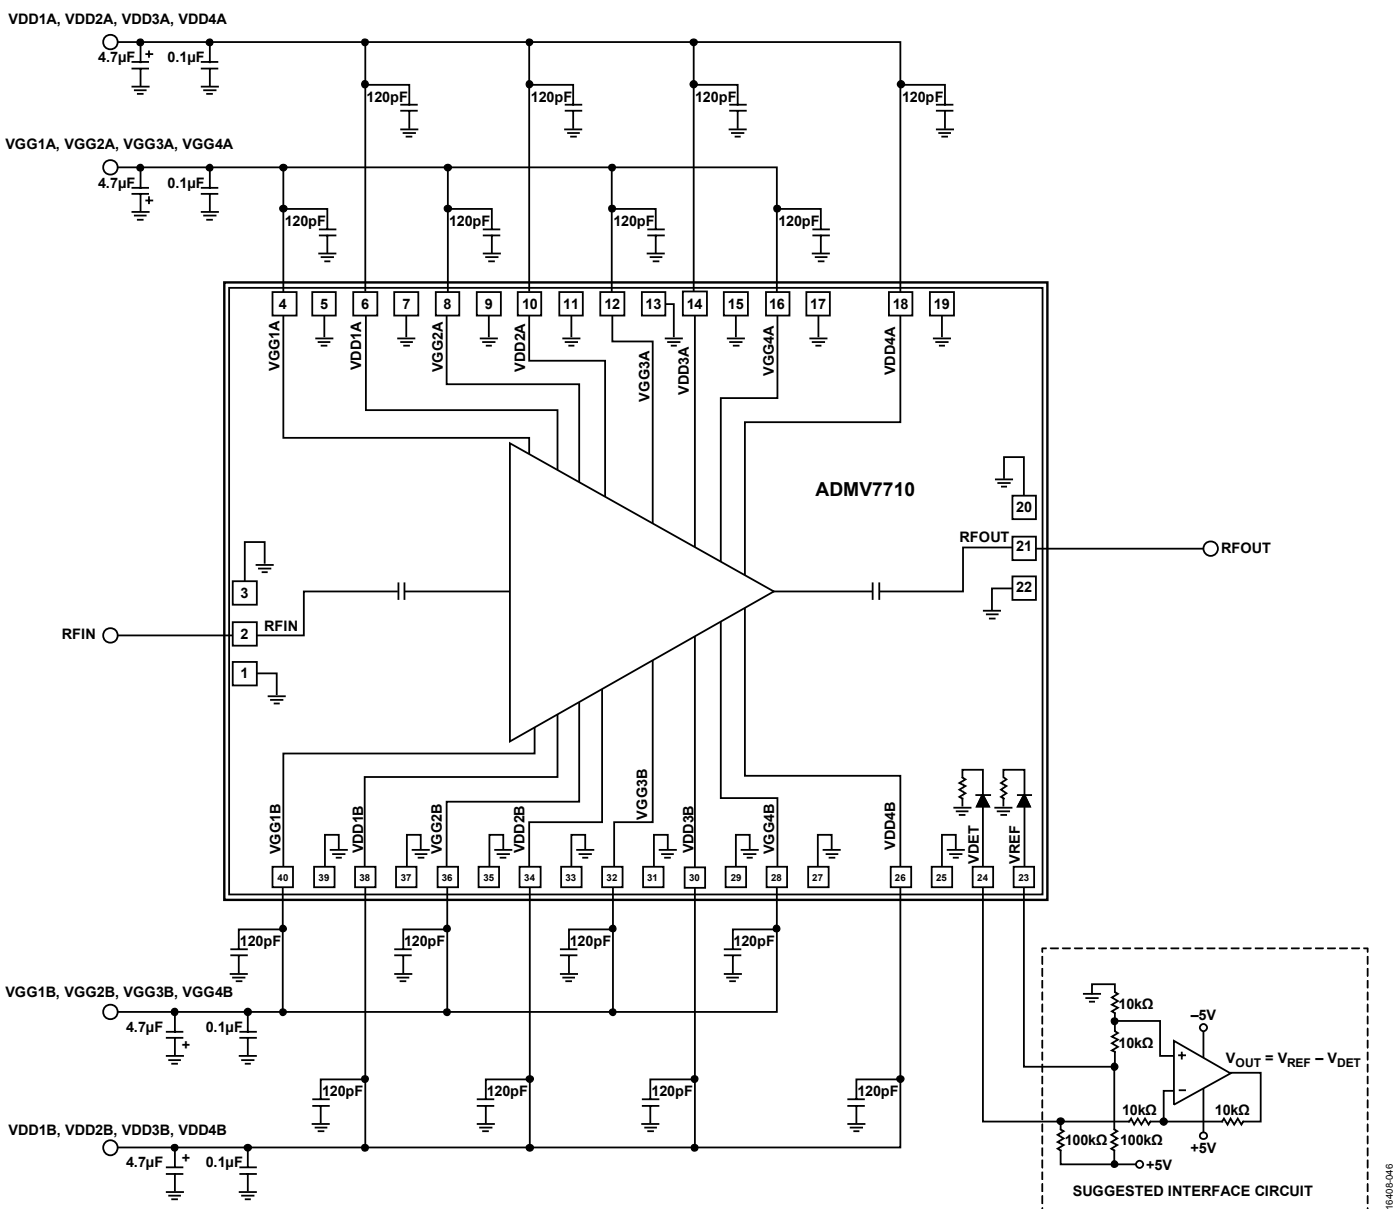 VDD1A, VDD2A, VDD3A, VDD4A
4.7µF + 0.1µF
120pF 120pF 120pF 120pF
VGG1A, VGG2A, VGG3A, VGG4A
4.7µF + 0.1µF
120pF 120pF 120pF 120pF
4 5 6 7 8 9 10 11 12 13 14 15 16 17 18 19
VGG1A VDD1A VGG2A VDD2A VGG3A VDD3A VGG4A VDD4A
ADMV7710
20
RFOUT 21 RFOUT
3 22
RFIN 2 RFIN
1
VGG1B VDD1B VGG2B VDD2B VGG3B VDD3B VGG4B VDD4B VDET VREF
40 39 38 37 36 35 34 33 32 31 30 29 28 27 26 25 24 23
120pF 120pF 120pF 120pF
VGG1B, VGG2B, VGG3B, VGG4B
4.7µF + 0.1µF
120pF 120pF 120pF 120pF
VDD1B, VDD2B, VDD3B, VDD4B
4.7µF + 0.1µF
10kΩ
–5V
10kΩ
+ VOUT = VREF – VDET
–
10kΩ 10kΩ
100kΩ 100kΩ +5V
+5V
SUGGESTED INTERFACE CIRCUIT
16408-046